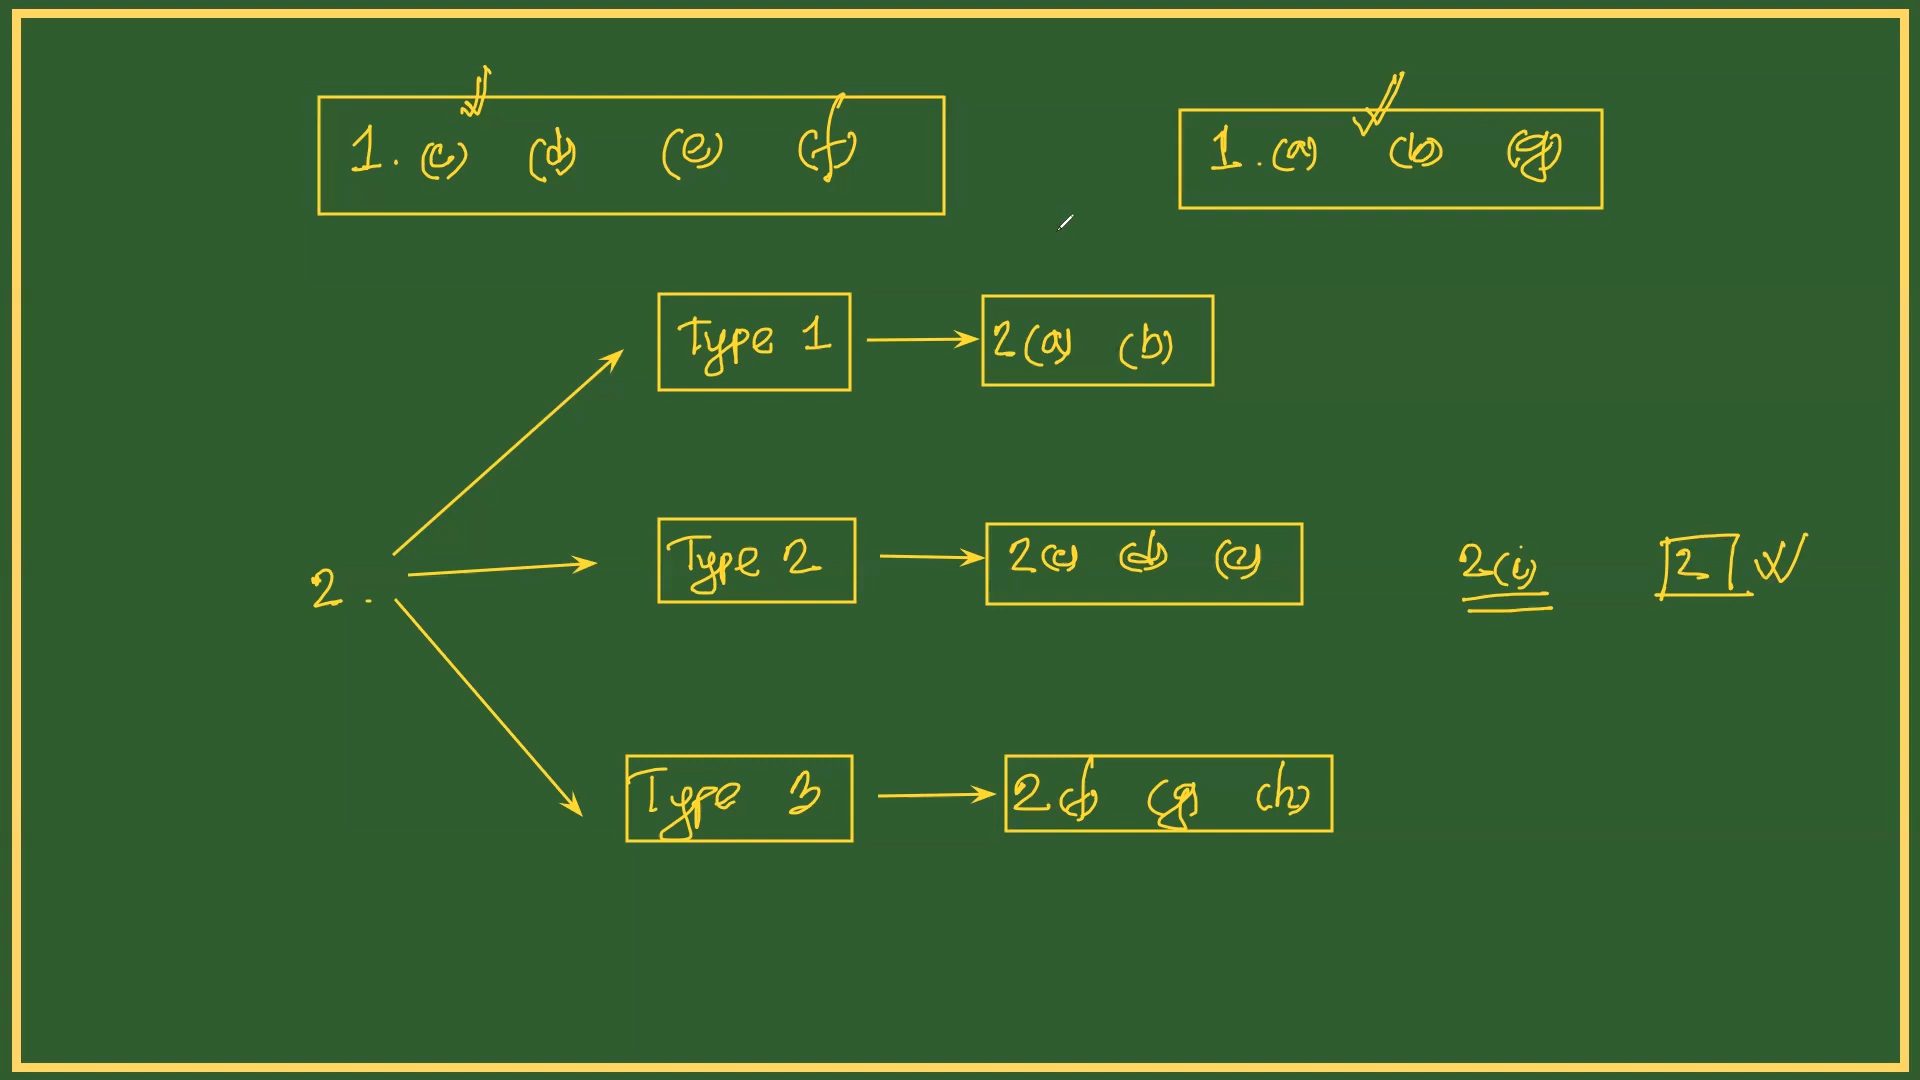 1. (c) (d) (e) (f)
1. (a) (b) (g)
Type 1 2(a) (b)
2.
Type 2 2(c) (d) (e)
2(i) 2
Type 3 2(f) (g) (h)